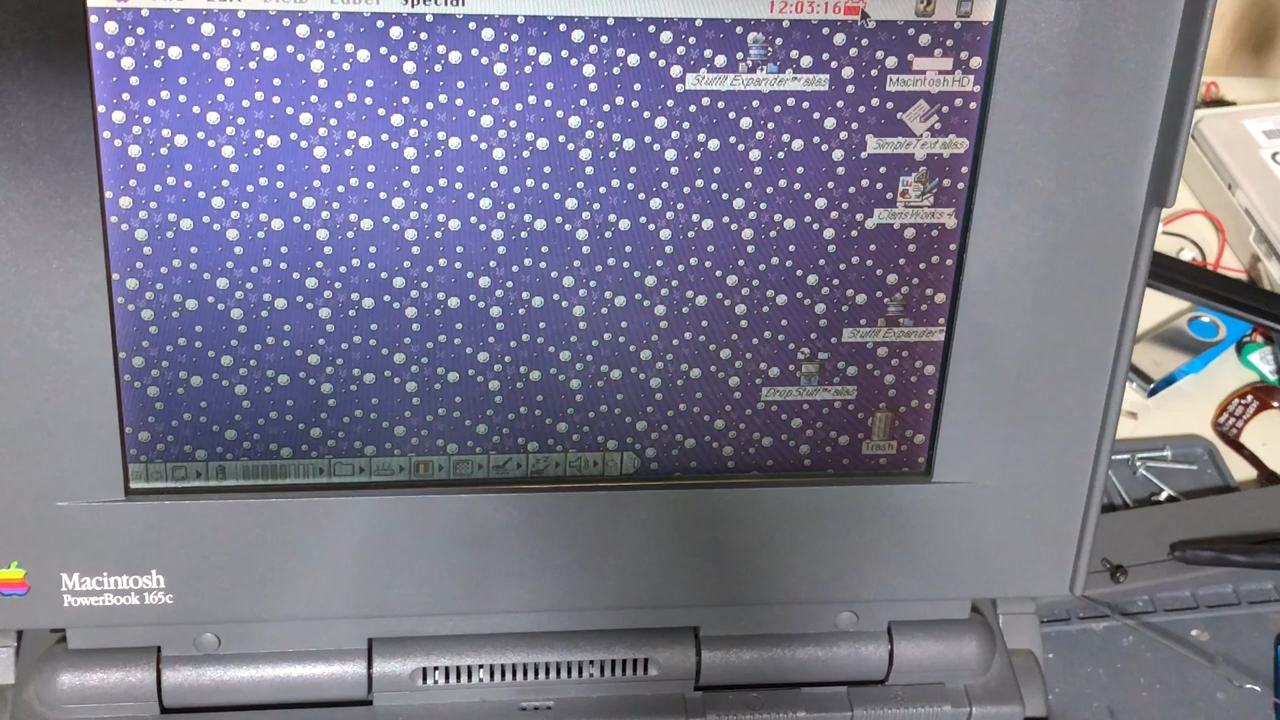 Special 12:03:16
StuffIt Expander™ alias
Macintosh HD
SimpleText alias
ClarisWorks 4
StuffIt Expander™
DropStuff™ alias
Trash
Macintosh
PowerBook 165c